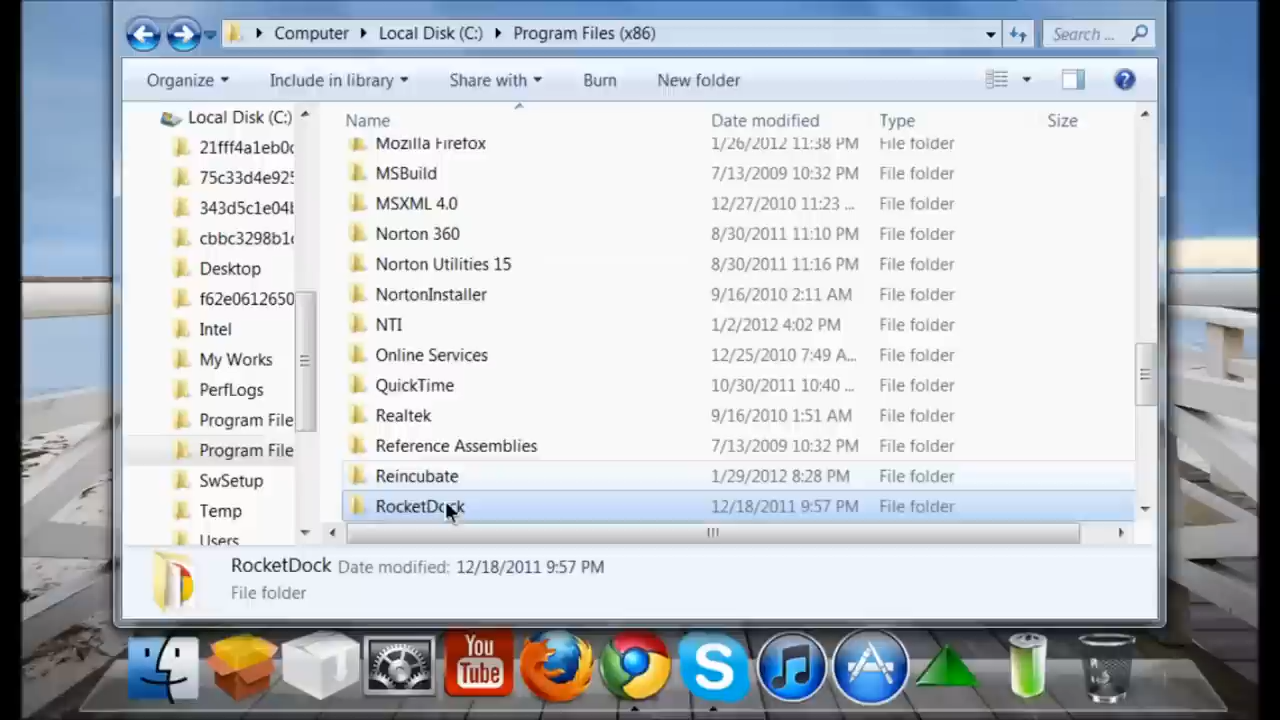 Computer Local Disk (C:) Program Files (x86) Search ...
Organize Include in library Share with Burn New folder
Local Disk (C:)
21fff4a1eb0c
75c33d4e925
343d5c1e04b
cbbc3298b1c
Desktop
f62e0612650
Intel
My Works
PerfLogs
Program File
Program File
SwSetup
Temp
Users
Name Date modified Type Size
Mozilla Firefox 1/26/2012 11:38 PM File folder
MSBuild 7/13/2009 10:32 PM File folder
MSXML 4.0 12/27/2010 11:23 ... File folder
Norton 360 8/30/2011 11:10 PM File folder
Norton Utilities 15 8/30/2011 11:16 PM File folder
NortonInstaller 9/16/2010 2:11 AM File folder
NTI 1/2/2012 4:02 PM File folder
Online Services 12/25/2010 7:49 A... File folder
QuickTime 10/30/2011 10:40 ... File folder
Realtek 9/16/2010 1:51 AM File folder
Reference Assemblies 7/13/2009 10:32 PM File folder
Reincubate 1/29/2012 8:28 PM File folder
RocketDock 12/18/2011 9:57 PM File folder
RocketDock Date modified: 12/18/2011 9:57 PM
File folder
You
Tube